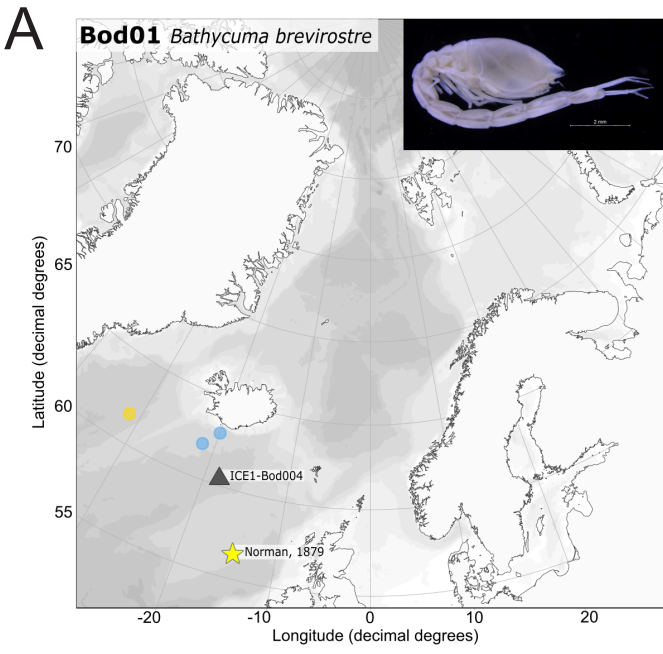 A
Bod01 Bathycuma brevirostre
2 mm
70
65
60
55
Latitude (decimal degrees)
ICE1-Bod004
Norman, 1879
-20 -10 0 10 20
Longitude (decimal degrees)